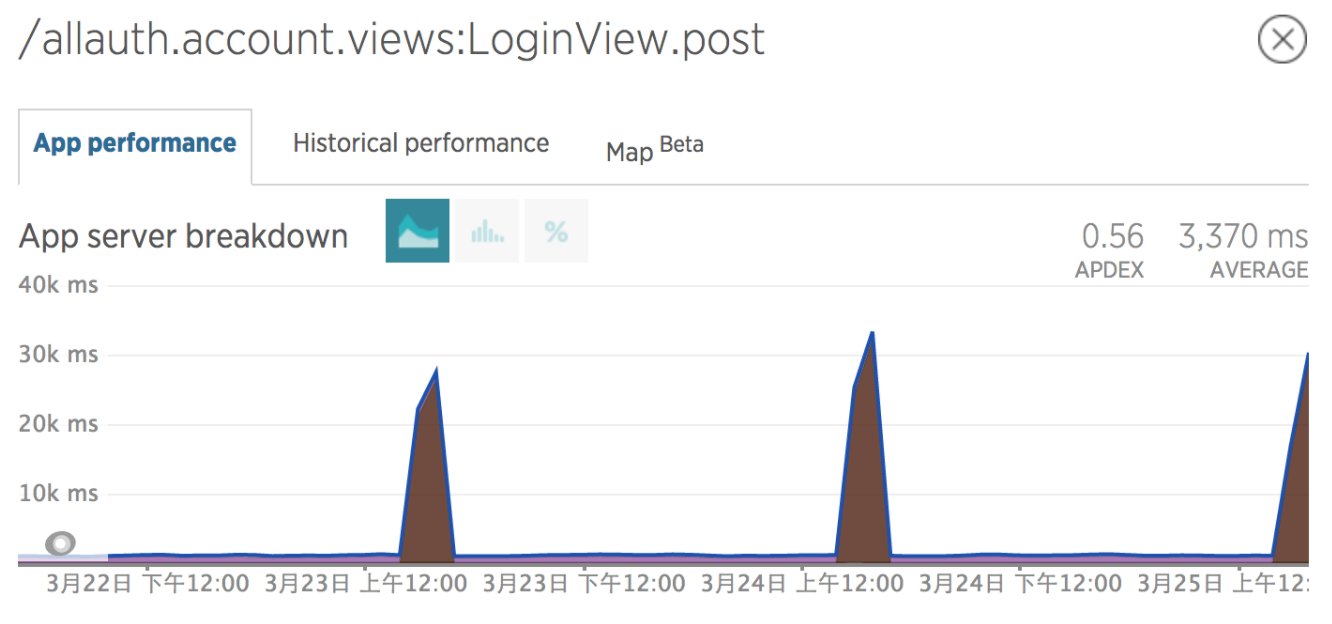 /allauth.account.views:LoginView.post
App performance Historical performance Map Beta
App server breakdown % 0.56 3,370 ms
APDEX AVERAGE
40k ms
30k ms
20k ms
10k ms
3月22日 下午12:00 3月23日 上午12:00 3月23日 下午12:00 3月24日 上午12:00 3月24日 下午12:00 3月25日 上午12: